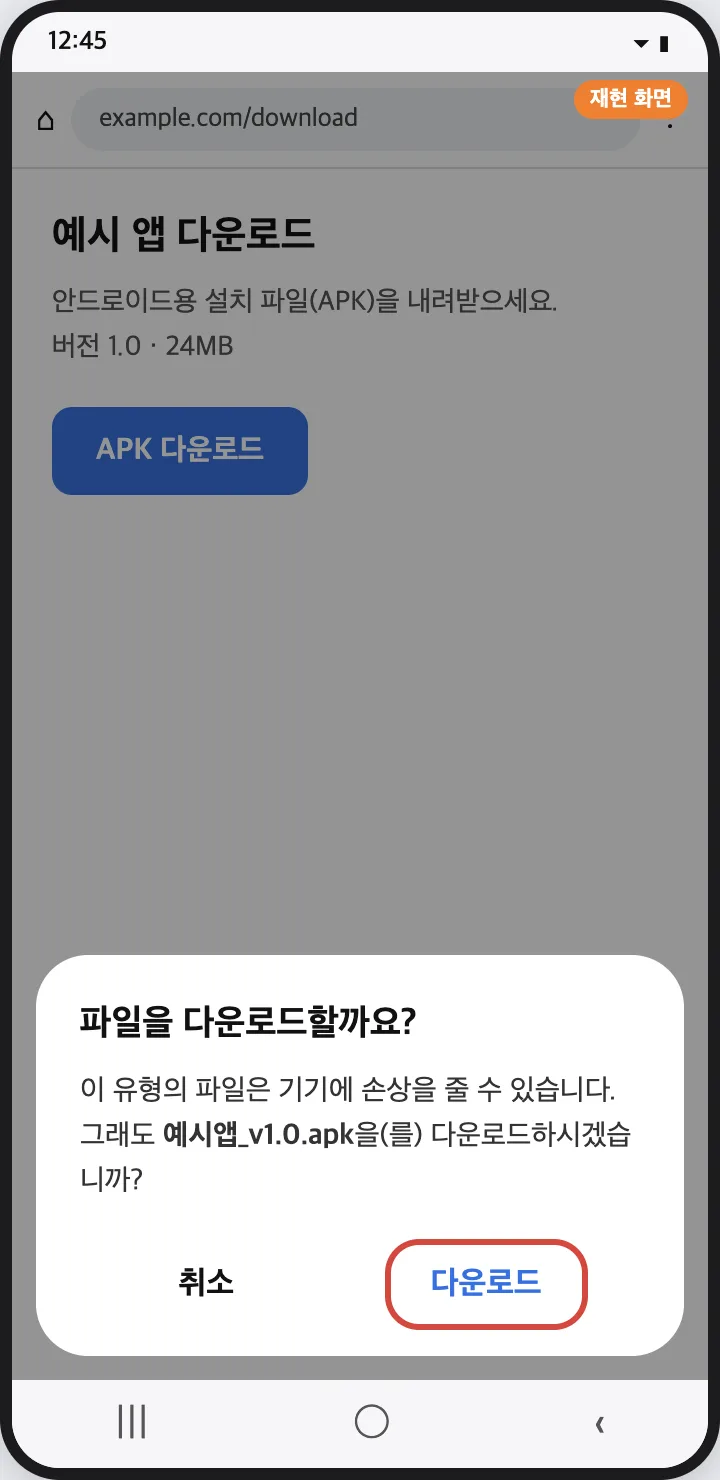 12:45
재현 화면
example.com/download
예시 앱 다운로드
안드로이드용 설치 파일(APK)을 내려받으세요.
버전 1.0 · 24MB
APK 다운로드
파일을 다운로드할까요?
이 유형의 파일은 기기에 손상을 줄 수 있습니다.
그래도 예시앱_v1.0.apk을(를) 다운로드하시겠습
니까?
취소
다운로드